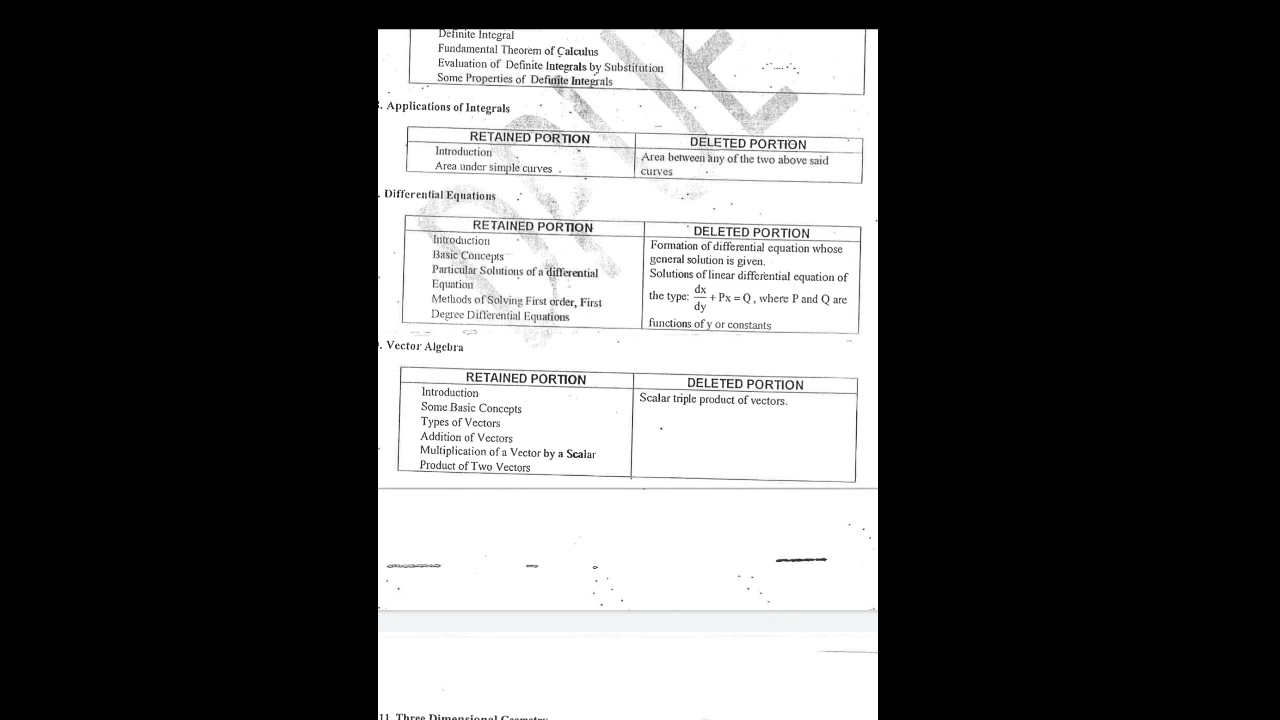 Definite Integral
Fundamental Theorem of Calculus
Evaluation of Definite Integrals by Substitution
Some Properties of Definite Integrals
. Applications of Integrals
RETAINED PORTION
DELETED PORTION
Introduction
Area under simple curves
Area between any of the two above said
curves
. Differential Equations
RETAINED PORTION
DELETED PORTION
Introduction
Basic Concepts
Particular Solutions of a differential
Equation
Methods of Solving First order, First
Degree Differential Equations
Formation of differential equation whose
general solution is given.
Solutions of linear differential equation of
the type: dx/dy + Px = Q , where P and Q are
functions of y or constants
. Vector Algebra
RETAINED PORTION
DELETED PORTION
Introduction
Some Basic Concepts
Types of Vectors
Addition of Vectors
Multiplication of a Vector by a Scalar
Product of Two Vectors
Scalar triple product of vectors.
11. Three Dimensional Geometry